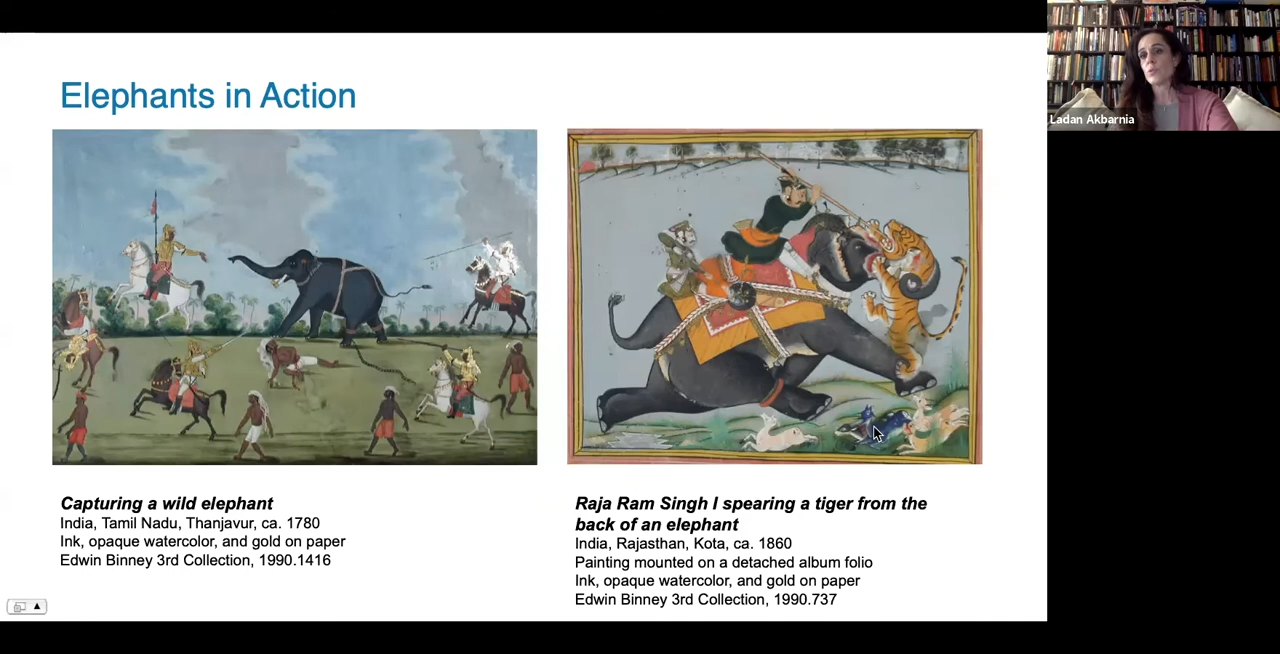 Elephants in Action
Ladan Akbarnia
Capturing a wild elephant
India, Tamil Nadu, Thanjavur, ca. 1780
Ink, opaque watercolor, and gold on paper
Edwin Binney 3rd Collection, 1990.1416
Raja Ram Singh I spearing a tiger from the
back of an elephant
India, Rajasthan, Kota, ca. 1860
Painting mounted on a detached album folio
Ink, opaque watercolor, and gold on paper
Edwin Binney 3rd Collection, 1990.737